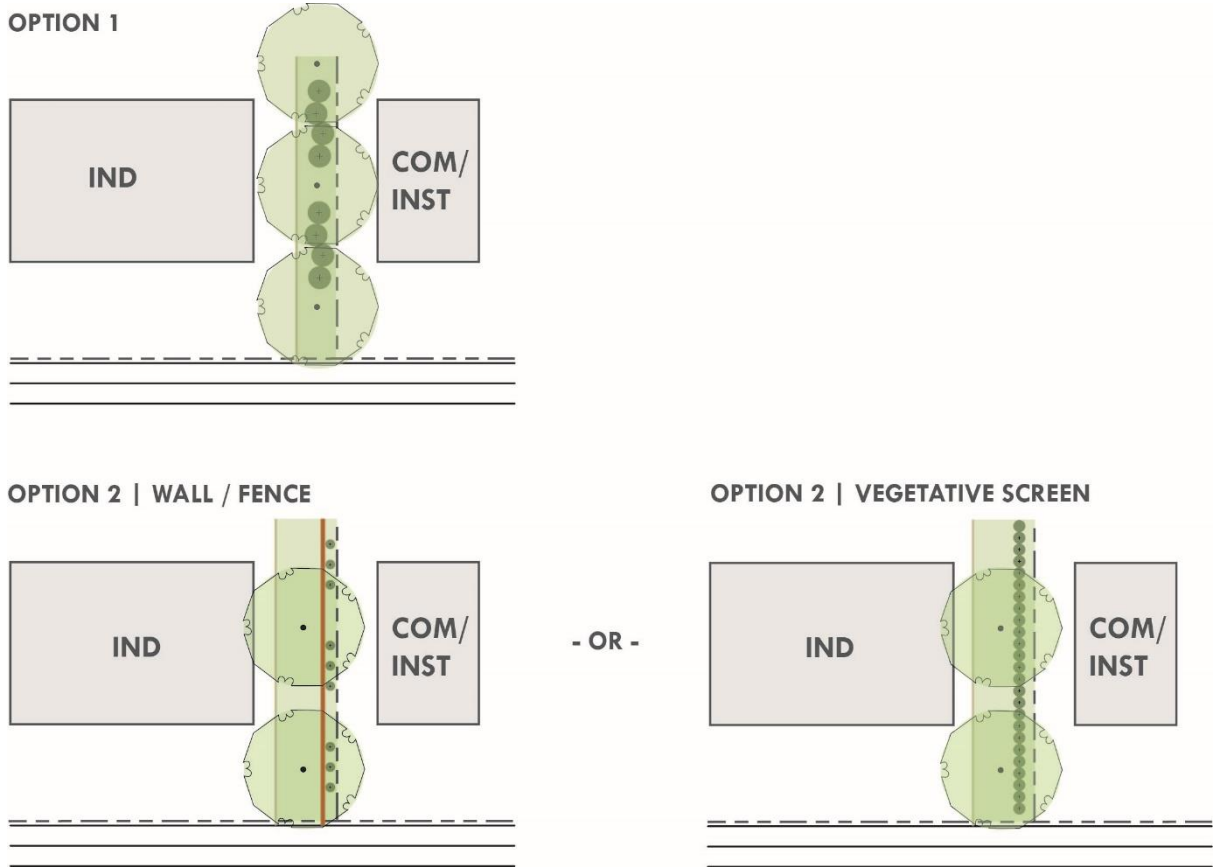 OPTION 1
IND
COM/
INST
OPTION 2 | WALL / FENCE
IND
COM/
INST
- OR -
OPTION 2 | VEGETATIVE SCREEN
IND
COM/
INST